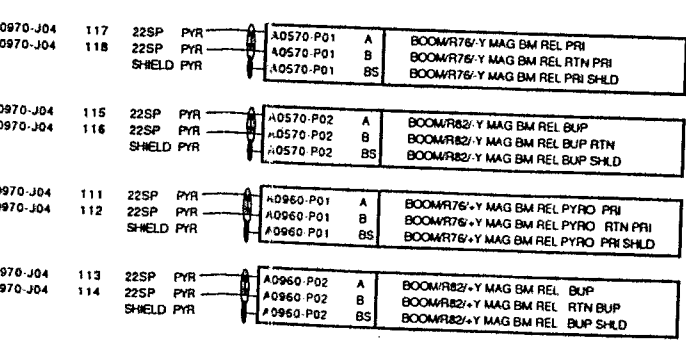 0970-J04 117 22SP PYR A0570-P01 A BOOM/R76/-Y MAG BM REL PRI
0970-J04 118 22SP PYR A0570-P01 B BOOM/R76/-Y MAG BM REL RTN PRI
SHIELD PYR A0570-P01 BS BOOM/R76/-Y MAG BM REL PRI SHLD
0970-J04 115 22SP PYR A0570-P02 A BOOM/R82/-Y MAG BM REL BUP
0970-J04 116 22SP PYR A0570-P02 B BOOM/R82/-Y MAG BM REL BUP RTN
SHIELD PYR A0570-P02 BS BOOM/R82/-Y MAG BM REL BUP SHLD
0970-J04 111 22SP PYR A0960-P01 A BOOM/R76/+Y MAG BM REL PYRO PRI
0970-J04 112 22SP PYR A0960-P01 B BOOM/R76/+Y MAG BM REL PYRO RTN PRI
SHIELD PYR A0960-P01 BS BOOM/R76/+Y MAG BM REL PYRO PRI SHLD
970-J04 113 22SP PYR A0960-P02 A BOOM/R82/+Y MAG BM REL BUP
970-J04 114 22SP PYR A0960-P02 B BOOM/R82/+Y MAG BM REL RTN BUP
SHIELD PYR A0960-P02 BS BOOM/R82/+Y MAG BM REL BUP SHLD